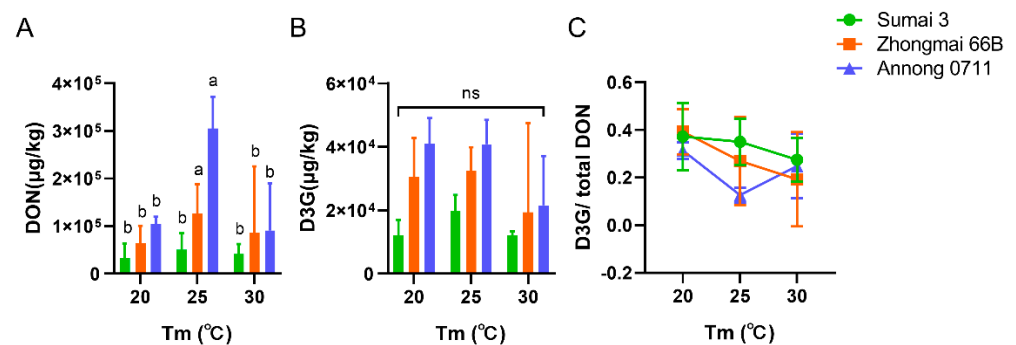 A
B
C
Sumai 3
Zhongmai 66B
Annong 0711
DON(μg/kg)
4×10⁵
3×10⁵
2×10⁵
1×10⁵
0
b b b
b a a
b b b
20 25 30
Tm (℃)
D3G(μg/kg)
6×10⁴
4×10⁴
2×10⁴
0
ns
20 25 30
Tm (℃)
D3G/ total DON
0.6
0.4
0.2
0.0
-0.2
20 25 30
Tm (℃)